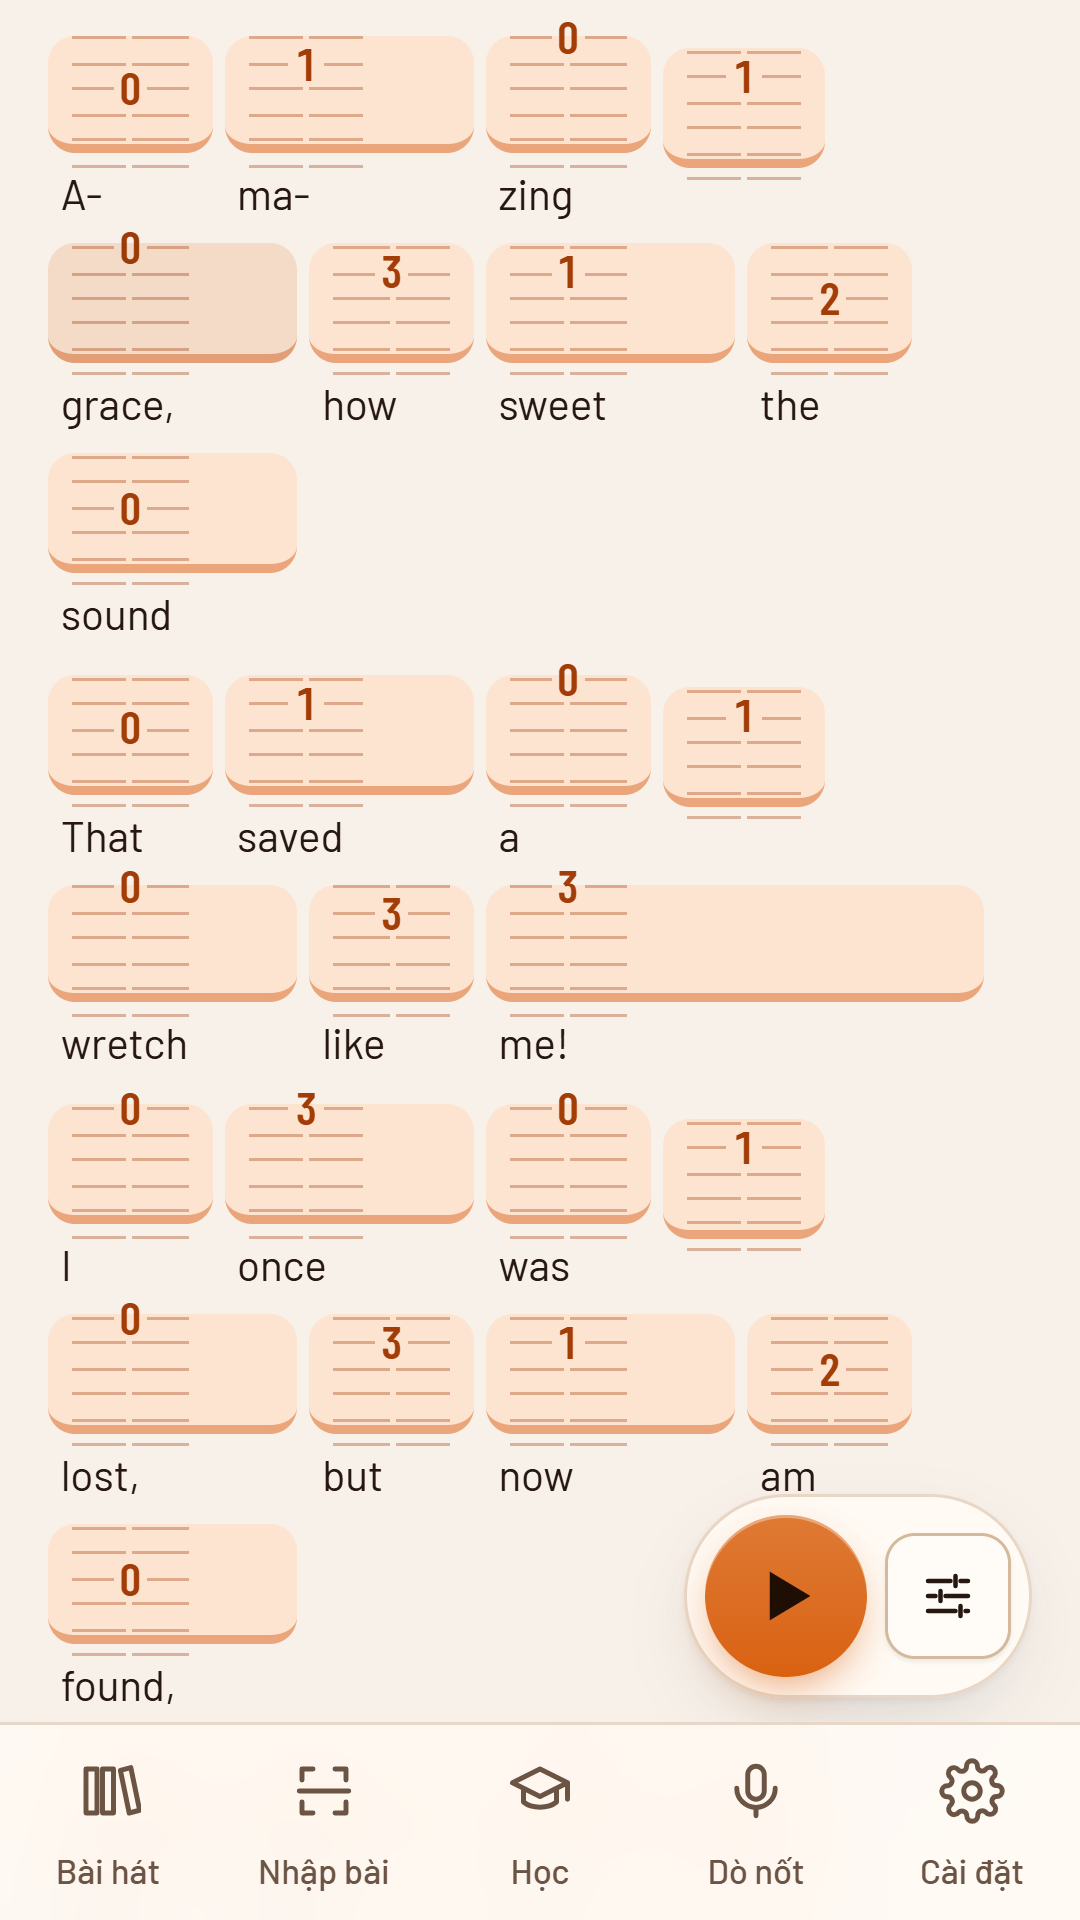 0 1 0 1
A- ma- zing
0 3 1 2
grace, how sweet the
0
sound
0 1 0 1
That saved a
0 3 3
wretch like me!
0 3 0 1
I once was
0 3 1 2
lost, but now am
0
found,
Bài hát Nhập bài Học Dò nốt Cài đặt